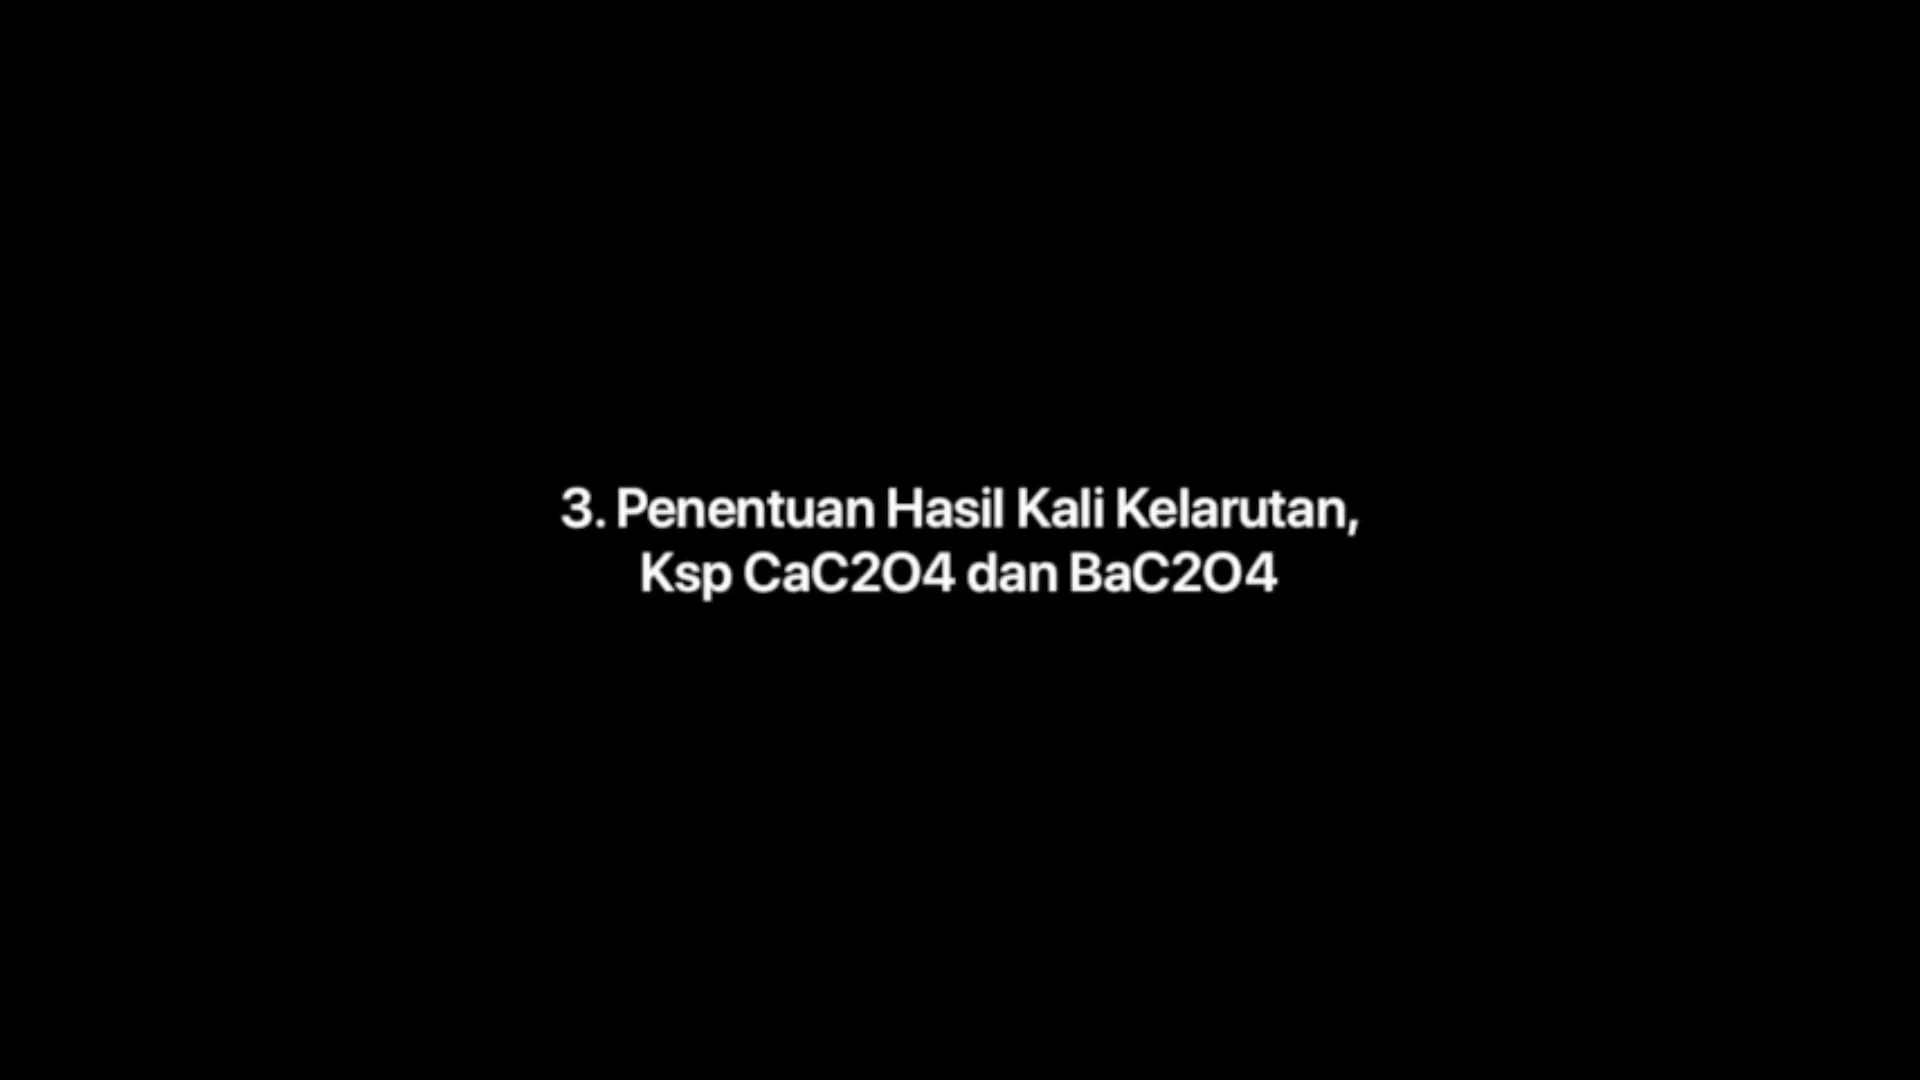 3. Penentuan Hasil Kali Kelarutan,
Ksp CaC2O4 dan BaC2O4